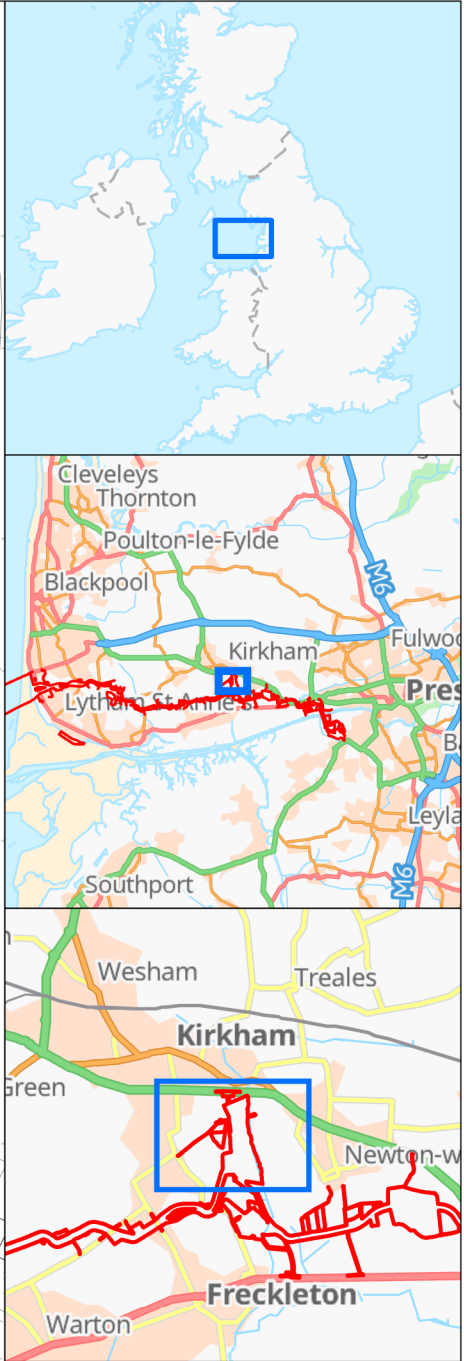 Cleveleys
Thornton
Poulton-le-Fylde
Blackpool
M6
Kirkham
Fulwoo
Lytham St Anne's
Pres
B
Leyla
Southport
M6
Wesham
Treales
Kirkham
Green
Newton-w
Freckleton
Warton